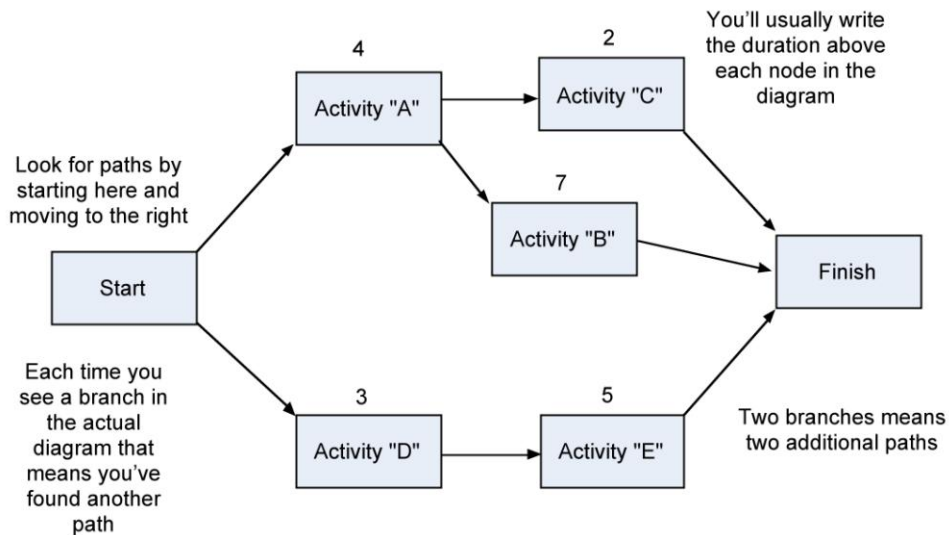 4
2
You'll usually write
the duration above
each node in the
diagram
Activity "A"
Activity "C"
Look for paths by
starting here and
moving to the right
7
Activity "B"
Start
Finish
Each time you
see a branch in
the actual
diagram that
means you've
found another
path
3
5
Activity "D"
Activity "E"
Two branches means
two additional paths